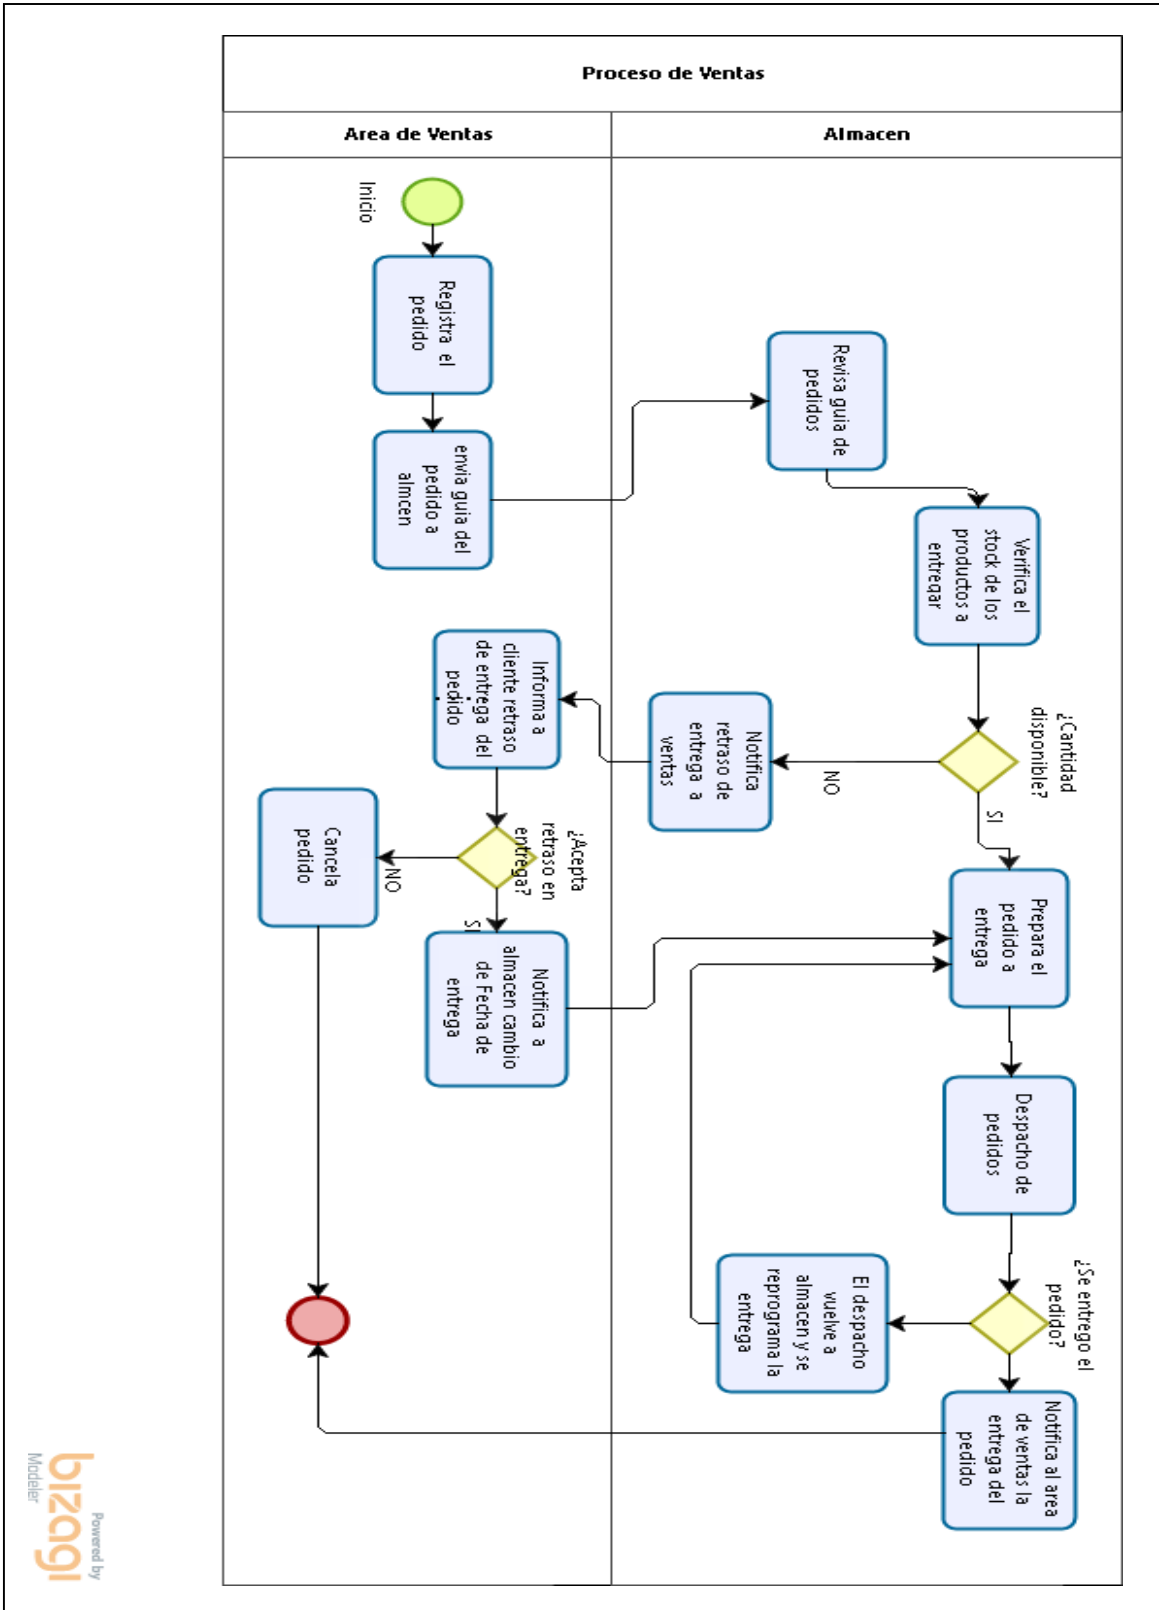 Proceso de Ventas
Area de Ventas
Almacen
Inicio
Registra el
pedido
envia guia del
pedido a
almcen
Revisa guia de
pedidos
Verifica el
stock de los
productos a
entregar
¿Cantidad
disponible?
NO
SI
Notifica
retraso de
entrega a
ventas
Informa a
cliente retraso
de entrega del
pedido
¿Acepta
retraso en
entrega?
NO
SI
Cancela
pedido
Notifica a
almacen cambio
de Fecha de
entrega
Prepara el
pedido a
entrega
Despacho de
pedidos
¿Se entrego el
pedido?
El despacho
vuelve a
almacen y se
reprograma la
entrega
Notifica al area
de ventas la
entrega del
pedido
Powered by
bizagi
Modeler